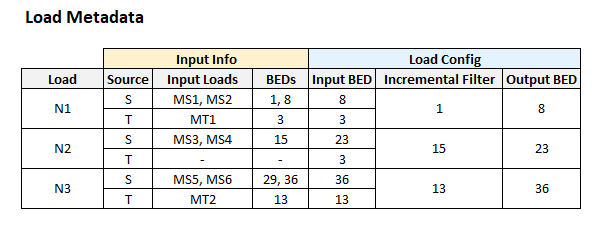 Load Metadata
Input Info Load Config
Load Source Input Loads BEDs Input BED Incremental Filter Output BED
N1 S MS1, MS2 1, 8 8 1 8
T MT1 3 3
N2 S MS3, MS4 15 23 15 23
T - - 3
N3 S MS5, MS6 29, 36 36 13 36
T MT2 13 13